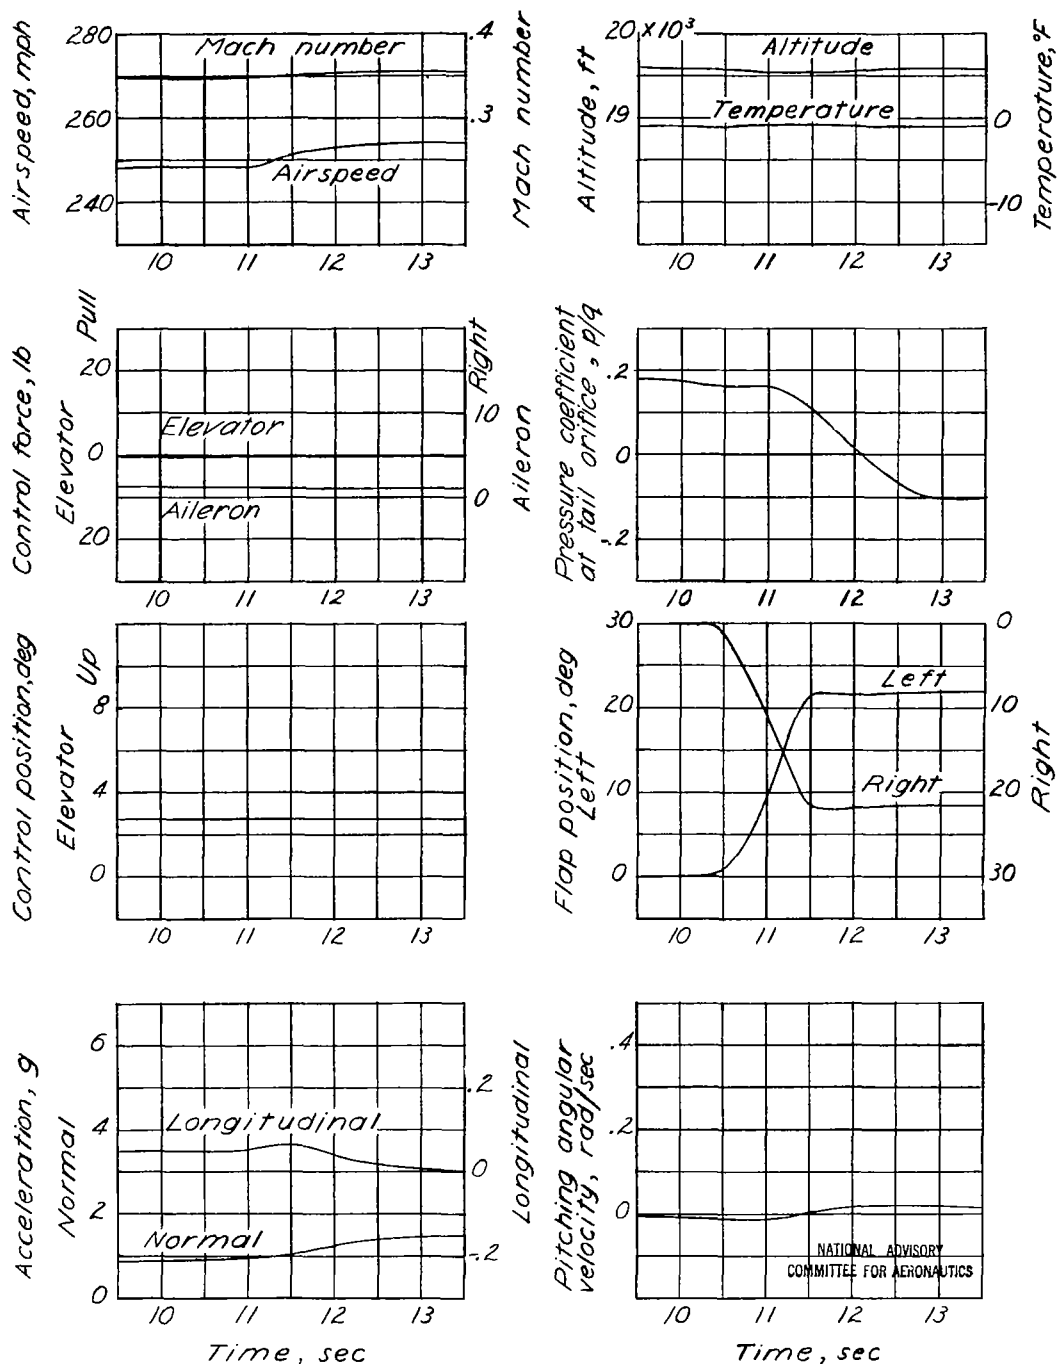 Airspeed, mph
280
260
240
Mach number
Airspeed
.4
.3
Mach number
10 11 12 13
Altitude, ft
20 ×10³
19
Altitude
Temperature
0
-10
Temperature, °F
10 11 12 13
Control force, lb
Elevator
Pull
20
0
20
Elevator
Aileron
Right
10
0
Aileron
10 11 12 13
Pressure coefficient
at tail orifice, p/q
.2
0
-.2
10 11 12 13
Control position, deg
Elevator
Up
8
4
0
10 11 12 13
Flap position, deg
Left
30
20
10
0
Left
Right
0
10
20
30
Right
10 11 12 13
Acceleration, g
Normal
6
4
2
0
Longitudinal
Normal
.2
0
-.2
Longitudinal
10 11 12 13
Time, sec
Pitching angular
velocity, rad/sec
.4
.2
0
NATIONAL ADVISORY
COMMITTEE FOR AERONAUTICS
10 11 12 13
Time, sec